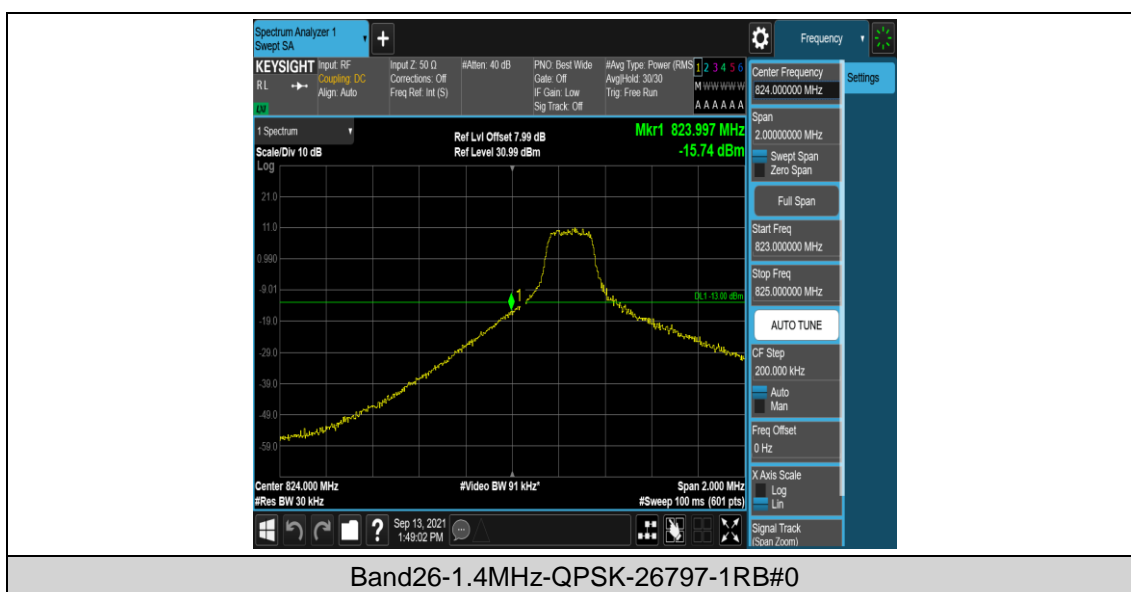 Spectrum Analyzer 1
Swept SA
Frequency
KEYSIGHT
RL
LXI
Input: RF
Coupling: DC
Align: Auto
Input Z: 50 Ω
Corrections: Off
Freq Ref: Int (S)
#Atten: 40 dB
PNO: Best Wide
Gate: Off
IF Gain: Low
Sig Track: Off
#Avg Type: Power (RMS
Avg|Hold: 30/30
Trig: Free Run
1 2 3 4 5 6
M W W W W W
A A A A A A
1 Spectrum
Scale/Div 10 dB
Log
Ref Lvl Offset 7.99 dB
Ref Level 30.99 dBm
Mkr1 823.997 MHz
-15.74 dBm
21.0
11.0
0.990
-9.01
-19.0
-29.0
-39.0
-49.0
-59.0
1
DL1 -13.00 dBm
Center 824.000 MHz
#Res BW 30 kHz
#Video BW 91 kHz*
Span 2.000 MHz
#Sweep 100 ms (601 pts)
Sep 13, 2021
1:49:02 PM
Center Frequency
824.000000 MHz
Settings
Span
2.00000000 MHz
Swept Span
Zero Span
Full Span
Start Freq
823.000000 MHz
Stop Freq
825.000000 MHz
AUTO TUNE
CF Step
200.000 kHz
Auto
Man
Freq Offset
0 Hz
X Axis Scale
Log
Lin
Signal Track
(Span Zoom)
Band26-1.4MHz-QPSK-26797-1RB#0